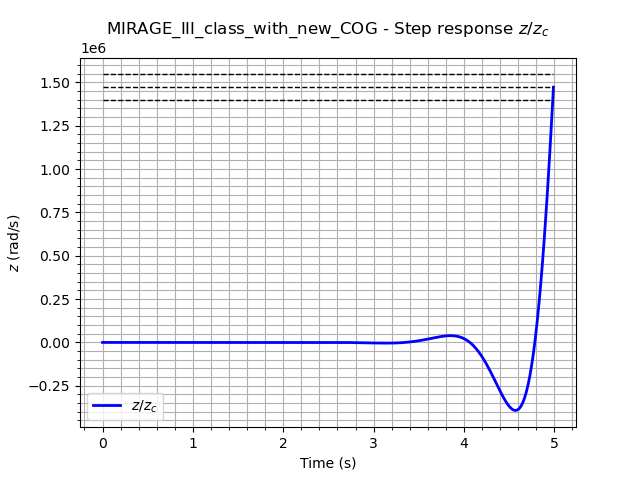 MIRAGE_III_class_with_new_COG - Step response z/z_c
1e6
1.50
1.25
1.00
0.75
0.50
0.25
0.00
−0.25
z (rad/s)
z/z_c
0 1 2 3 4 5
Time (s)